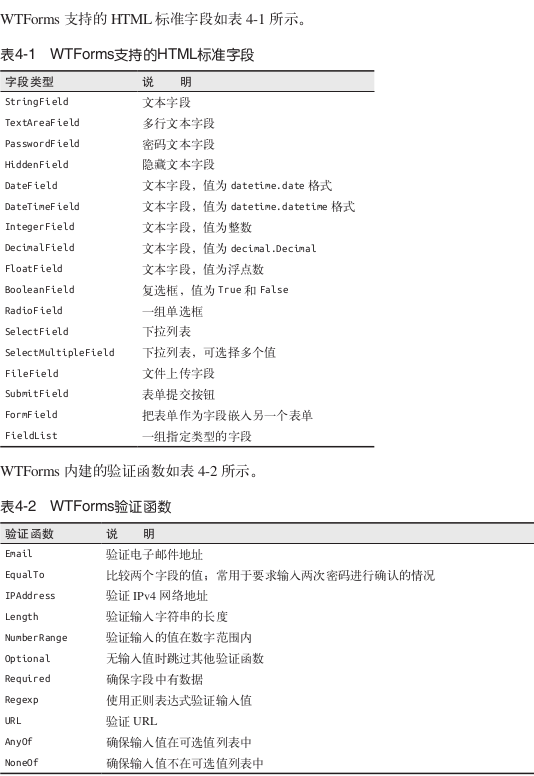 WTForms 支持的 HTML 标准字段如表 4-1 所示。
表4-1 WTForms支持的HTML标准字段
字段类型 说 明
StringField 文本字段
TextAreaField 多行文本字段
PasswordField 密码文本字段
HiddenField 隐藏文本字段
DateField 文本字段，值为 datetime.date 格式
DateTimeField 文本字段，值为 datetime.datetime 格式
IntegerField 文本字段，值为整数
DecimalField 文本字段，值为 decimal.Decimal
FloatField 文本字段，值为浮点数
BooleanField 复选框，值为 True 和 False
RadioField 一组单选框
SelectField 下拉列表
SelectMultipleField 下拉列表，可选择多个值
FileField 文件上传字段
SubmitField 表单提交按钮
FormField 把表单作为字段嵌入另一个表单
FieldList 一组指定类型的字段
WTForms 内建的验证函数如表 4-2 所示。
表4-2 WTForms验证函数
验证函数 说 明
Email 验证电子邮件地址
EqualTo 比较两个字段的值；常用于要求输入两次密码进行确认的情况
IPAddress 验证 IPv4 网络地址
Length 验证输入字符串的长度
NumberRange 验证输入的值在数字范围内
Optional 无输入值时跳过其他验证函数
Required 确保字段中有数据
Regexp 使用正则表达式验证输入值
URL 验证 URL
AnyOf 确保输入值在可选值列表中
NoneOf 确保输入值不在可选值列表中